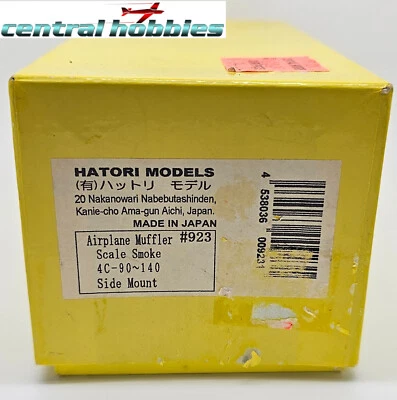 central hobbies
HATORI MODELS
(有)ハットリ モデル
20 Nakanowari Nabebutashinden,
Kanie-cho Ama-gun Aichi, Japan.
MADE IN JAPAN
Airplane Muffler #923
Scale Smoke
4C-90~140
Side Mount
4 538036 009231